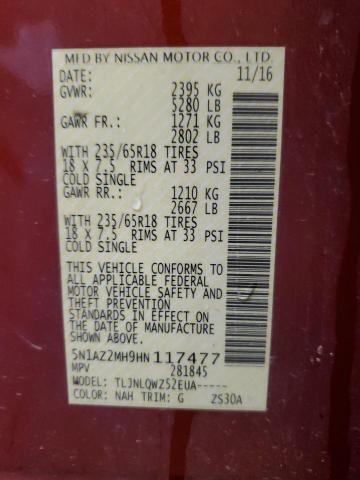 MFD BY NISSAN MOTOR CO., LTD.
DATE: 11/16
GVWR: 2395 KG
5280 LB
GAWR FR.: 1271 KG
2802 LB
WITH 235/65R18 TIRES
18 X 7.5 RIMS AT 33 PSI
COLD SINGLE
GAWR RR.: 1210 KG
2667 LB
WITH 235/65R18 TIRES
18 X 7.5 RIMS AT 33 PSI
COLD SINGLE
THIS VEHICLE CONFORMS TO
ALL APPLICABLE FEDERAL
MOTOR VEHICLE SAFETY AND
THEFT PREVENTION
STANDARDS IN EFFECT ON
THE DATE OF MANUFACTURE
SHOWN ABOVE
5N1AZ2MH9HN 117477
MPV 281845
MODEL: TLJNLQWZ52EUA-----
COLOR: NAH TRIM: G ZS30A